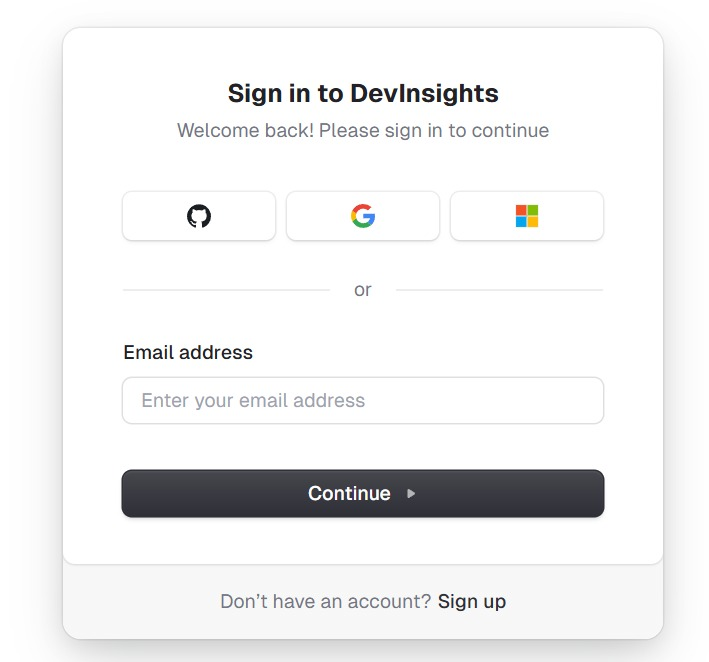 Sign in to DevInsights
Welcome back! Please sign in to continue
or
Email address
Enter your email address
Continue
Don’t have an account? Sign up